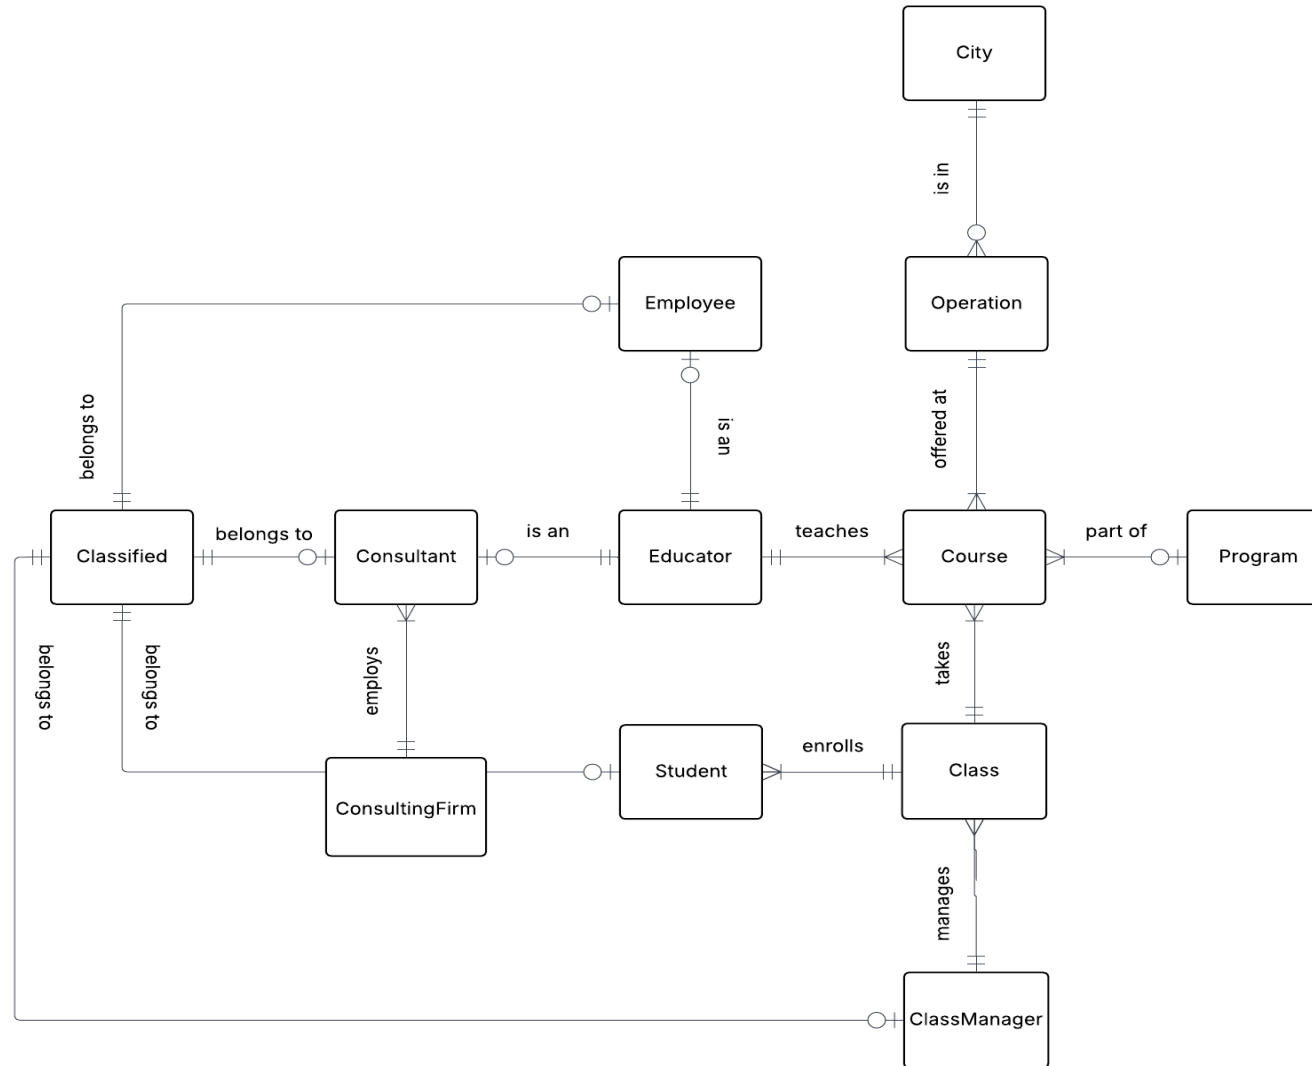 City
is in
Employee
Operation
belongs to
is an
offered at
Classified
belongs to
Consultant
is an
Educator
teaches
Course
part of
Program
belongs to
belongs to
employs
takes
ConsultingFirm
Student
enrolls
Class
manages
ClassManager